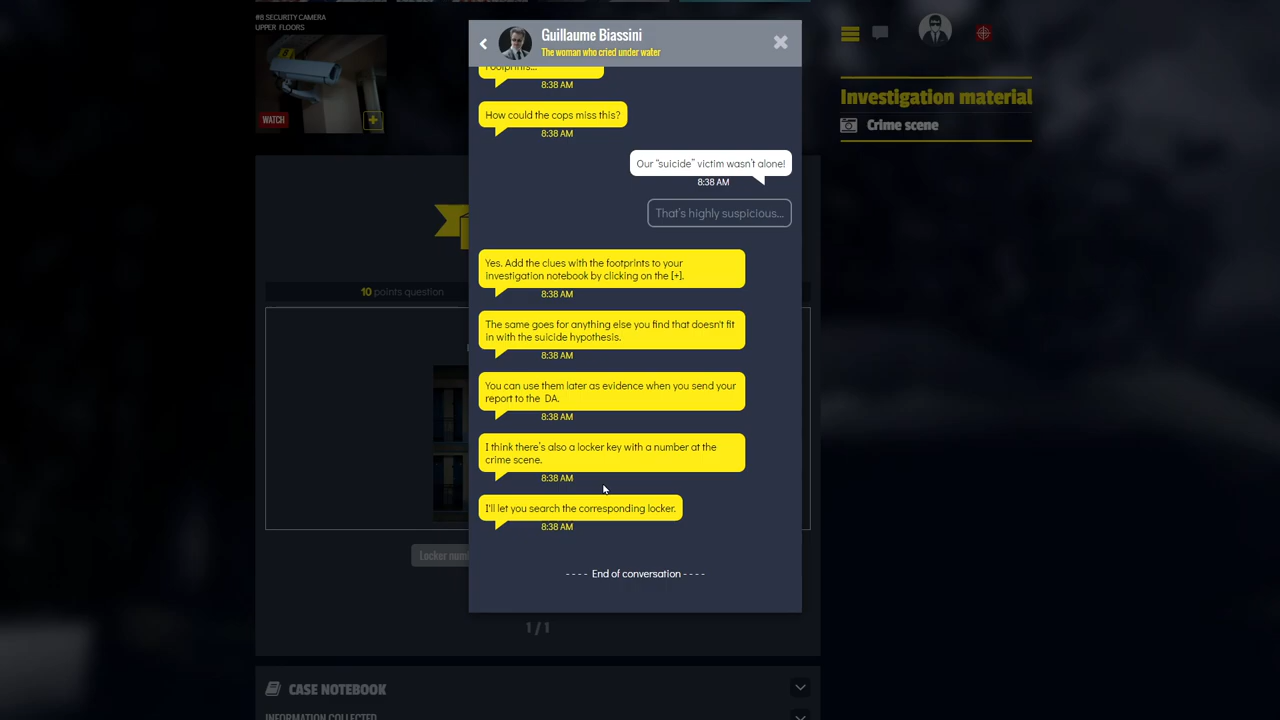 #8 SECURITY CAMERA
UPPER FLOORS
WATCH
Guillaume Biassini
The woman who cried under water
Footprints...
8:38 AM
How could the cops miss this?
8:38 AM
Our "suicide" victim wasn't alone!
8:38 AM
That's highly suspicious...
Yes. Add the clues with the footprints to your
investigation notebook by clicking on the [+].
8:38 AM
The same goes for anything else you find that doesn't fit
in with the suicide hypothesis.
8:38 AM
You can use them later as evidence when you send your
report to the DA.
8:38 AM
I think there's also a locker key with a number at the
crime scene.
8:38 AM
I'll let you search the corresponding locker.
8:38 AM
---- End of conversation ----
Investigation material
Crime scene
10 points question
Locker num
1 / 1
CASE NOTEBOOK
INFORMATION COLLECTED